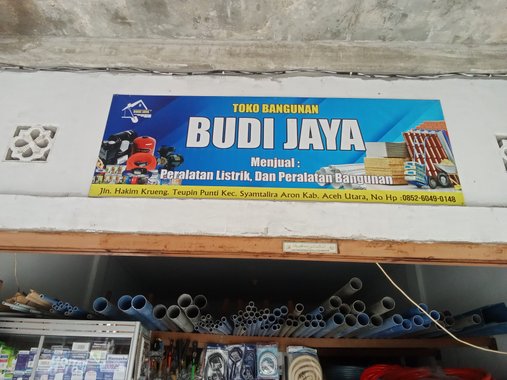 TOKO BANGUNAN
BUDI JAYA
Menjual :
Peralatan Listrik, Dan Peralatan Bangunan
Jln. Hakim Krueng, Teupin Punti Kec. Syamtalira Aron Kab. Aceh Utara, No Hp :0852-6049-0148